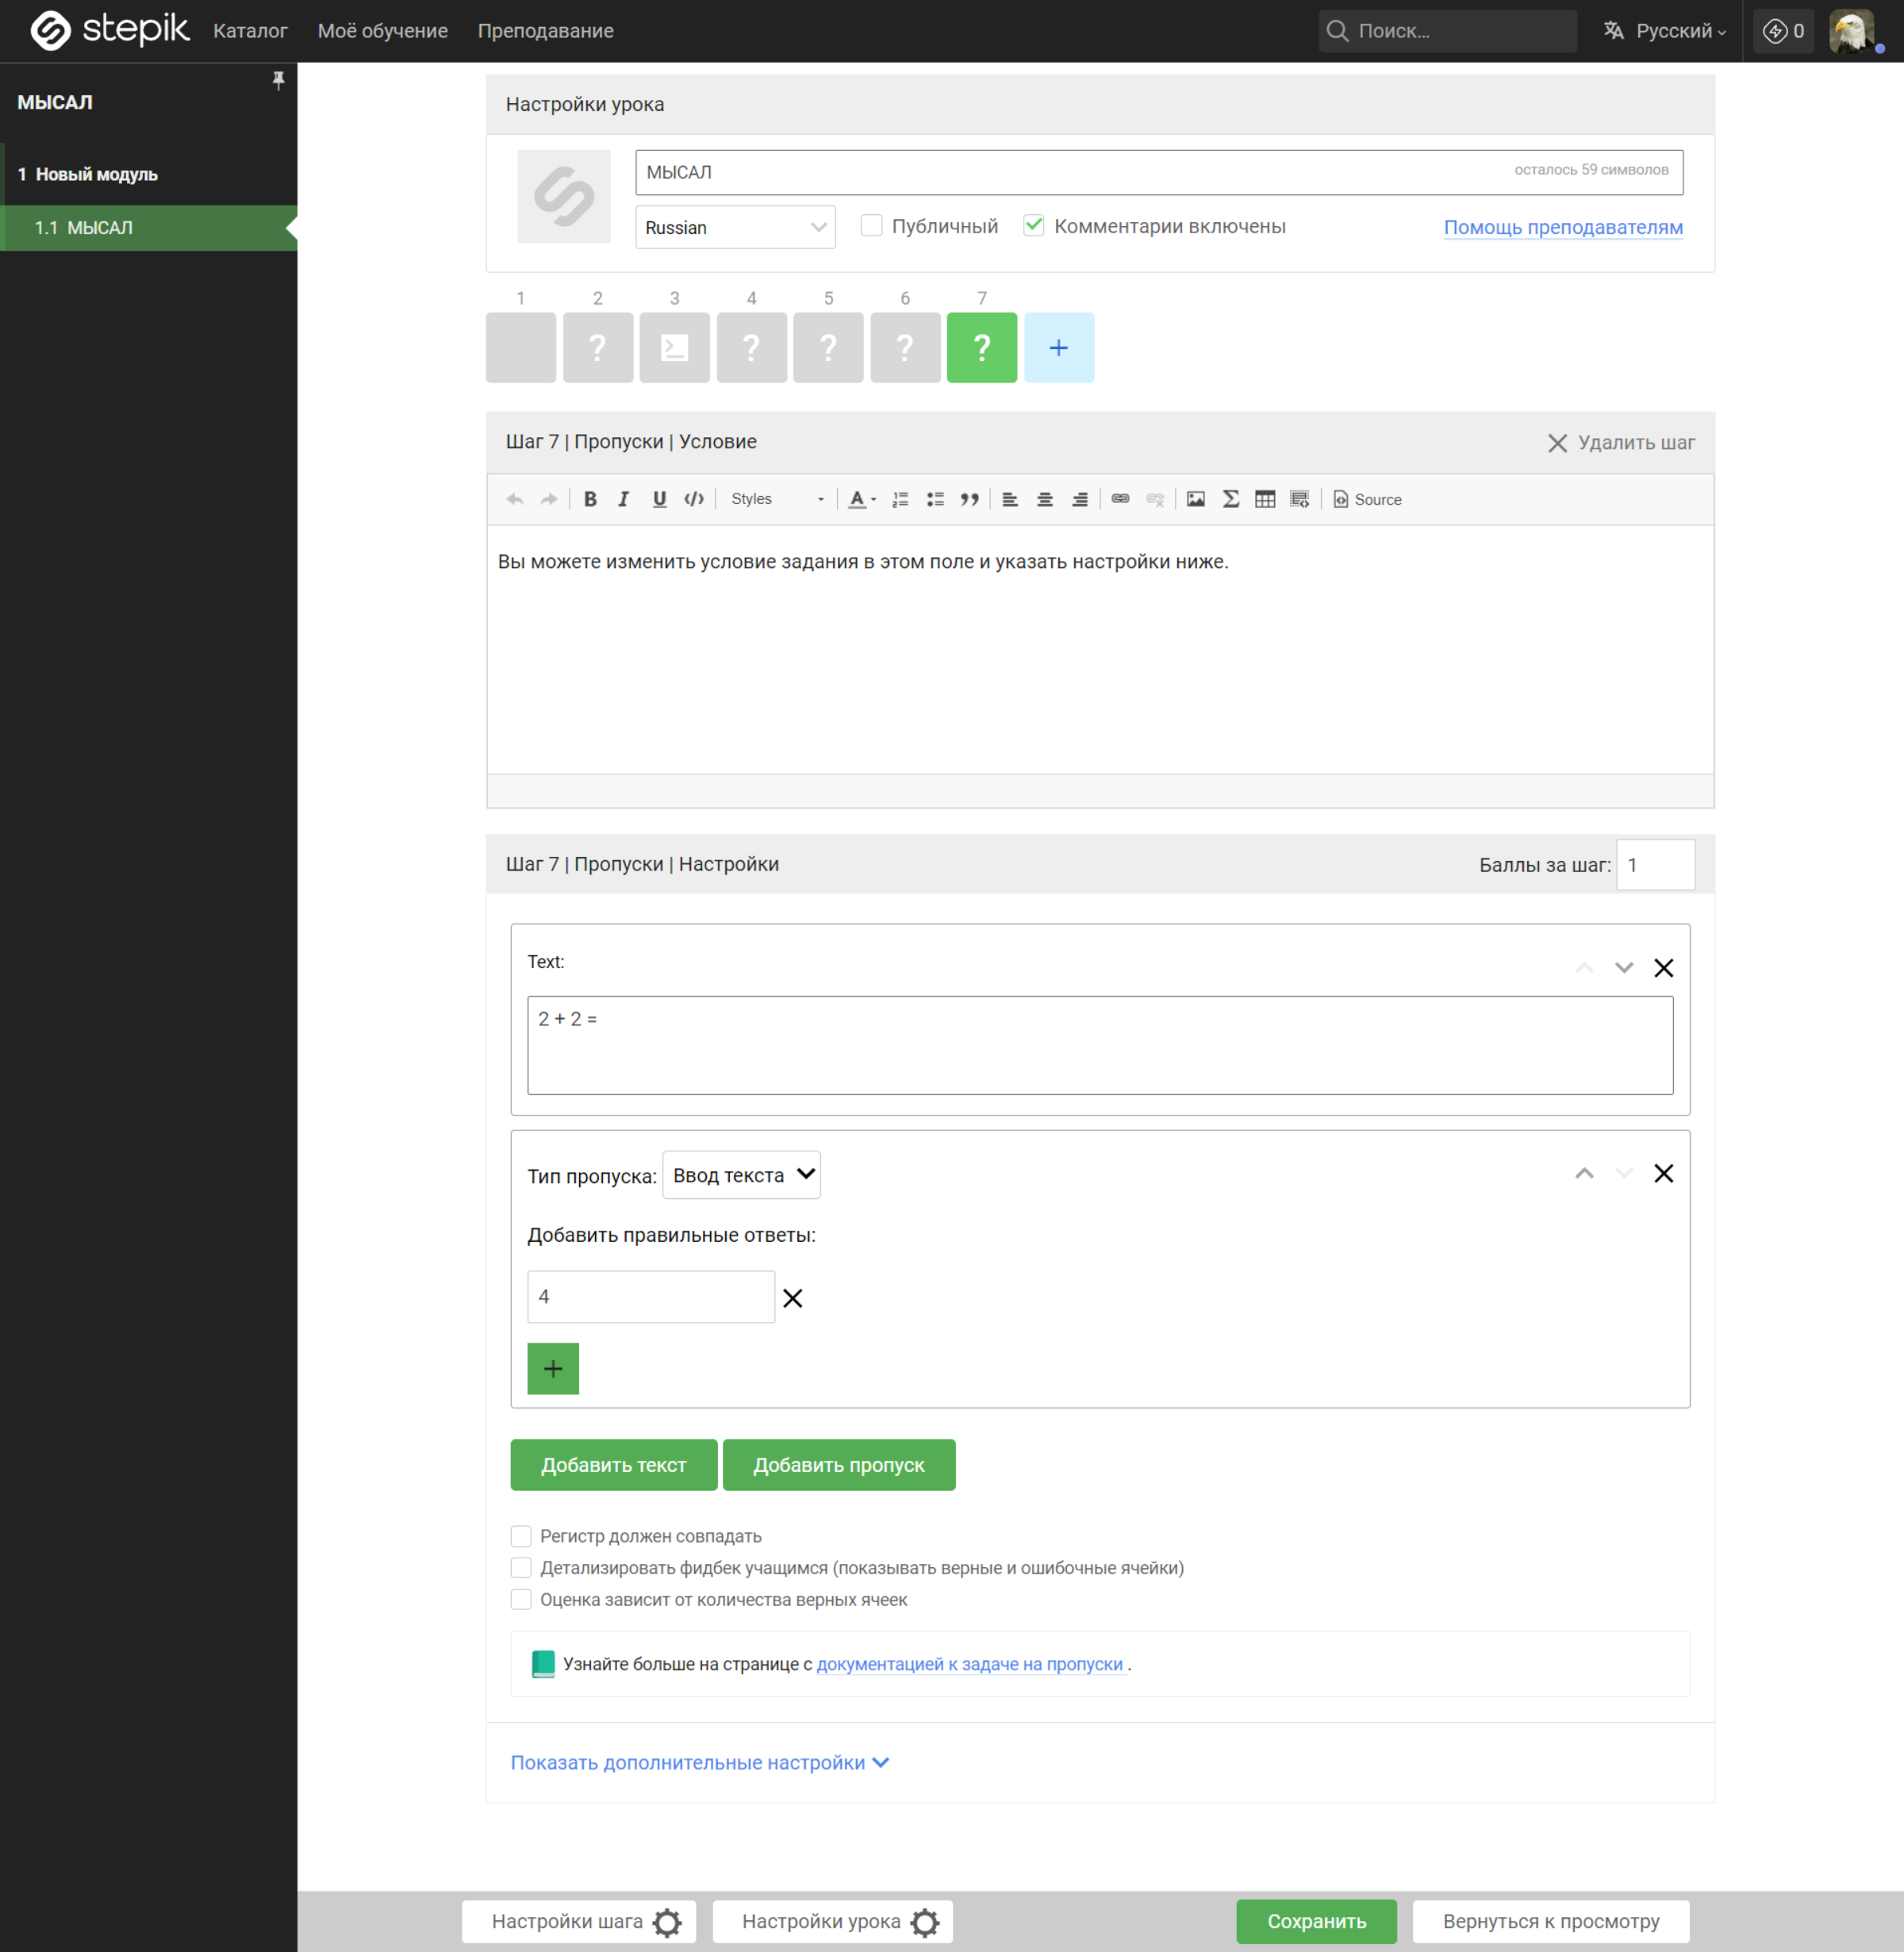 stepik Каталог Моё обучение Преподавание Поиск... Русский 0
МЫСАЛ
1 Новый модуль
1.1 МЫСАЛ
Настройки урока
МЫСАЛ осталось 59 символов
Russian Публичный Комментарии включены Помощь преподавателям
1 2 3 4 5 6 7
? >_ ? ? ? ? +
Шаг 7 | Пропуски | Условие Удалить шаг
B I U </> Styles A Σ Source
Вы можете изменить условие задания в этом поле и указать настройки ниже.
Шаг 7 | Пропуски | Настройки Баллы за шаг: 1
Text:
2 + 2 =
Тип пропуска: Ввод текста
Добавить правильные ответы:
4
+
Добавить текст Добавить пропуск
Регистр должен совпадать
Детализировать фидбек учащимся (показывать верные и ошибочные ячейки)
Оценка зависит от количества верных ячеек
Узнайте больше на странице с документацией к задаче на пропуски .
Показать дополнительные настройки
Настройки шага Настройки урока Сохранить Вернуться к просмотру